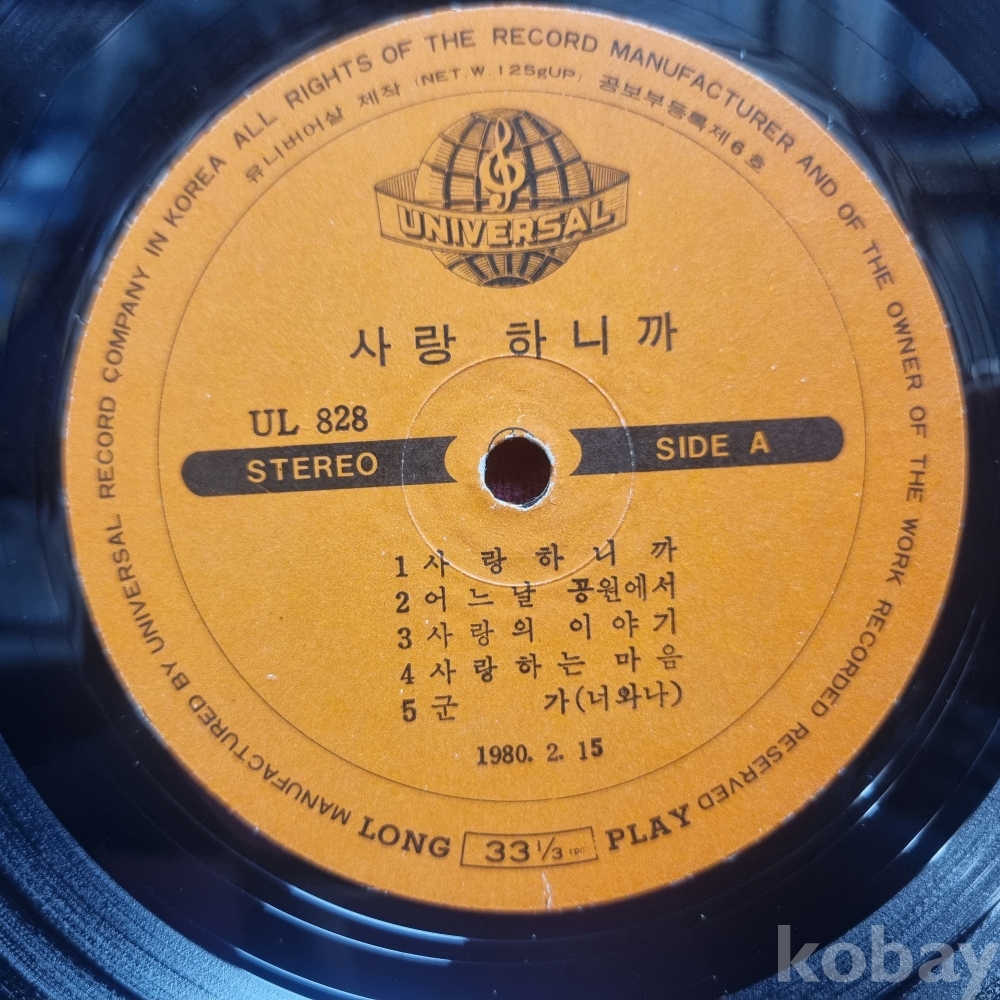 MANUFACTURED BY UNIVERSAL RECORD COMPANY IN KOREA ALL RIGHTS OF THE RECORD MANUFACTURER AND OF THE OWNER OF THE WORK RECORDED RESERVED
유니버어살 제작 (NET.W.125gUP) 공보부등록제6호
UNIVERSAL
사랑 하니까
UL 828
STEREO SIDE A
1 사랑하니까
2 어느날 공원에서
3 사랑의 이야기
4 사랑하는 마음
5 군 가(너와나)
1980. 2. 15
LONG 33⅓ PLAY
kobay